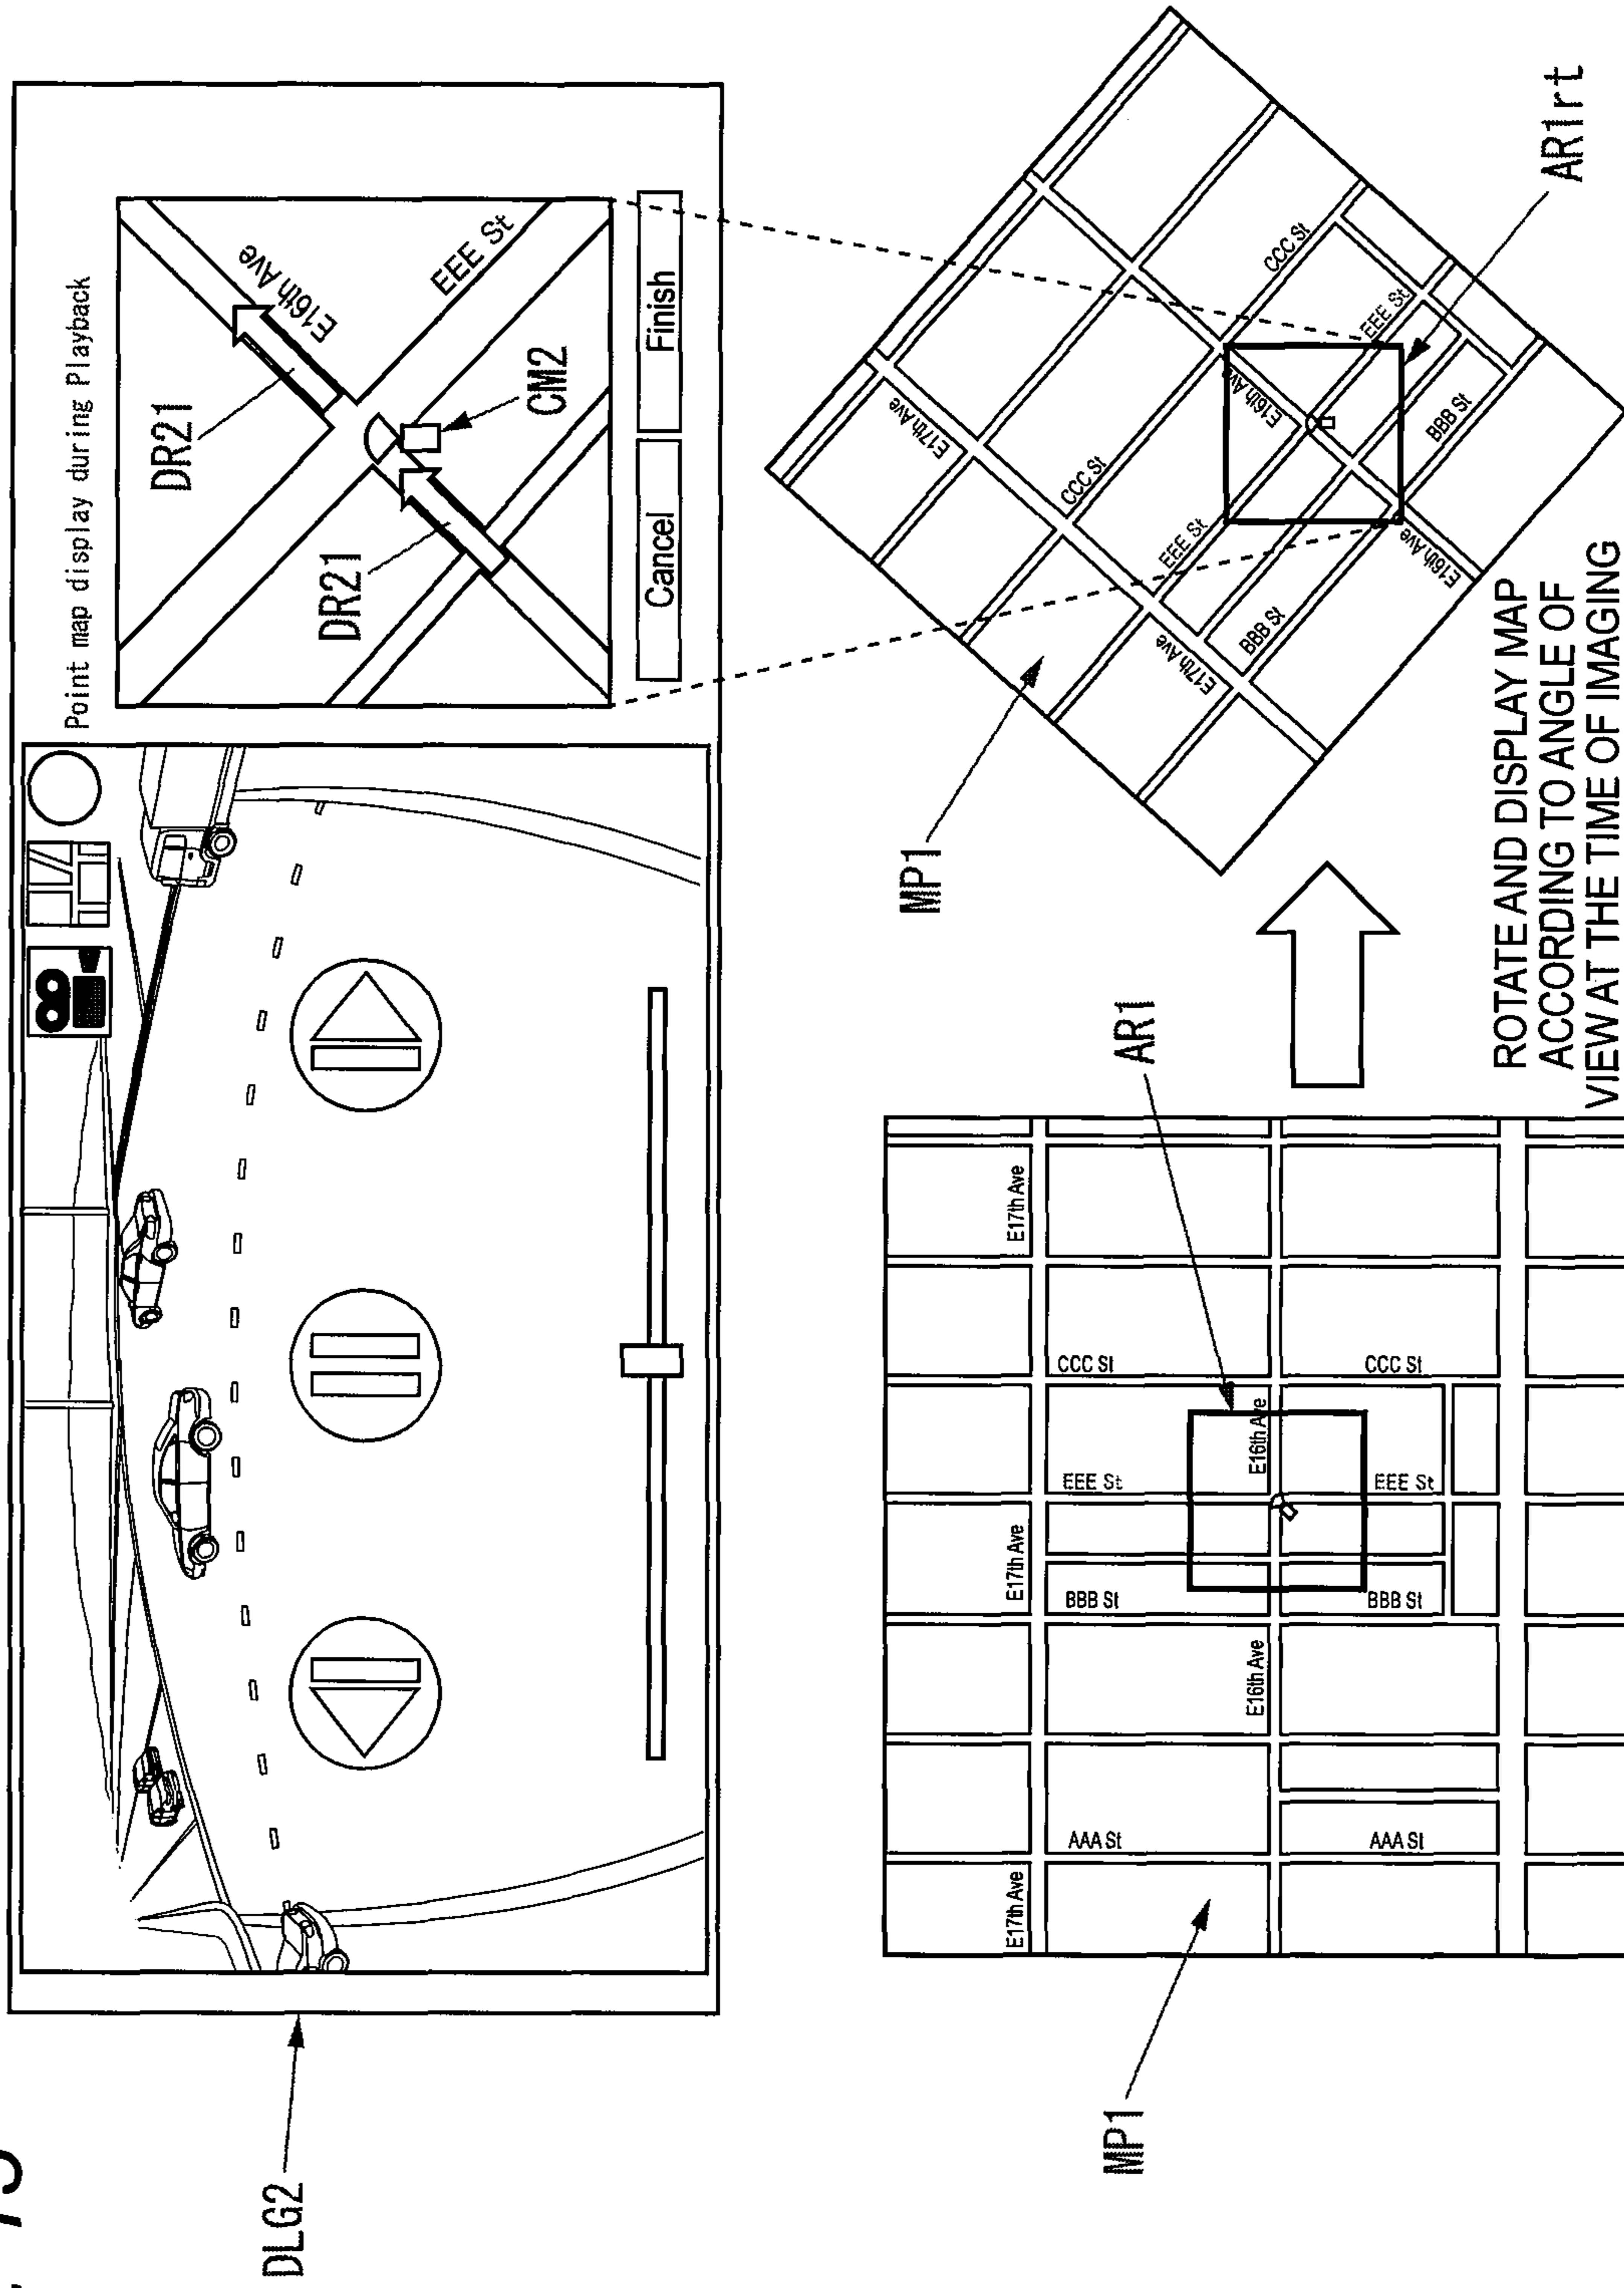 Point map display during Playback
DR21
E16th Ave
EEE St
DR21
CM2
Cancel
Finish
DLG2
MP1
AR1
E17th Ave
E17th Ave
E17th Ave
AAA St
BBB St
EEE St
CCC St
E16th Ave
E16th Ave
AAA St
BBB St
EEE St
CCC St
MP1
E17th Ave
E17th Ave
CCC St
CCC St
EEE St
EEE St
E16th Ave
E16th Ave
BBB St
BBB St
AR1rt
ROTATE AND DISPLAY MAP
ACCORDING TO ANGLE OF
VIEW AT THE TIME OF IMAGING